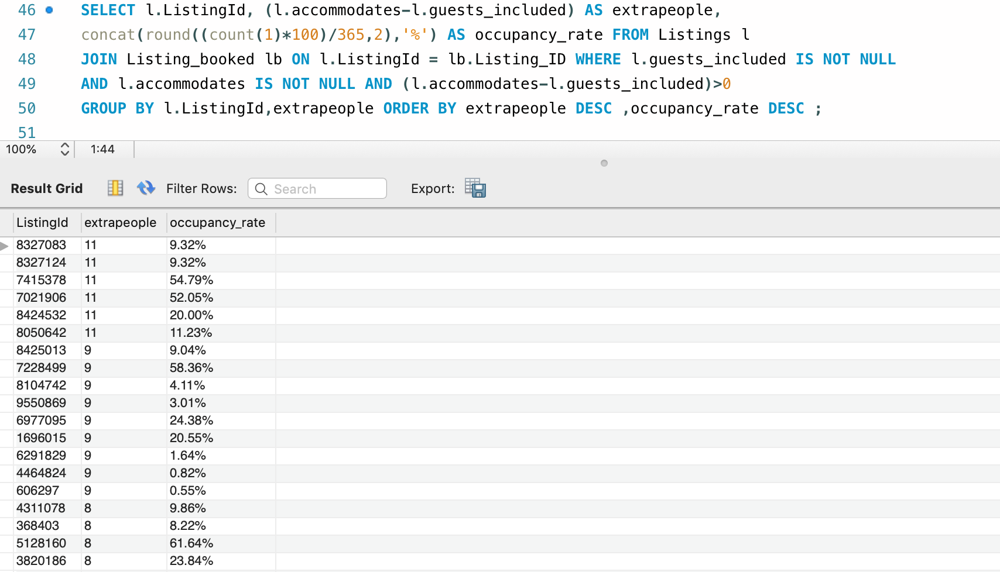 46 SELECT l.ListingId, (l.accommodates-l.guests_included) AS extrapeople,
47 concat(round((count(1)*100)/365,2),'%') AS occupancy_rate FROM Listings l
48 JOIN Listing_booked lb ON l.ListingId = lb.Listing_ID WHERE l.guests_included IS NOT NULL
49 AND l.accommodates IS NOT NULL AND (l.accommodates-l.guests_included)>0
50 GROUP BY l.ListingId,extrapeople ORDER BY extrapeople DESC ,occupancy_rate DESC ;
51
100% 1:44
Result Grid Filter Rows: Search Export:
ListingId extrapeople occupancy_rate
8327083 11 9.32%
8327124 11 9.32%
7415378 11 54.79%
7021906 11 52.05%
8424532 11 20.00%
8050642 11 11.23%
8425013 9 9.04%
7228499 9 58.36%
8104742 9 4.11%
9550869 9 3.01%
6977095 9 24.38%
1696015 9 20.55%
6291829 9 1.64%
4464824 9 0.82%
606297 9 0.55%
4311078 8 9.86%
368403 8 8.22%
5128160 8 61.64%
3820186 8 23.84%